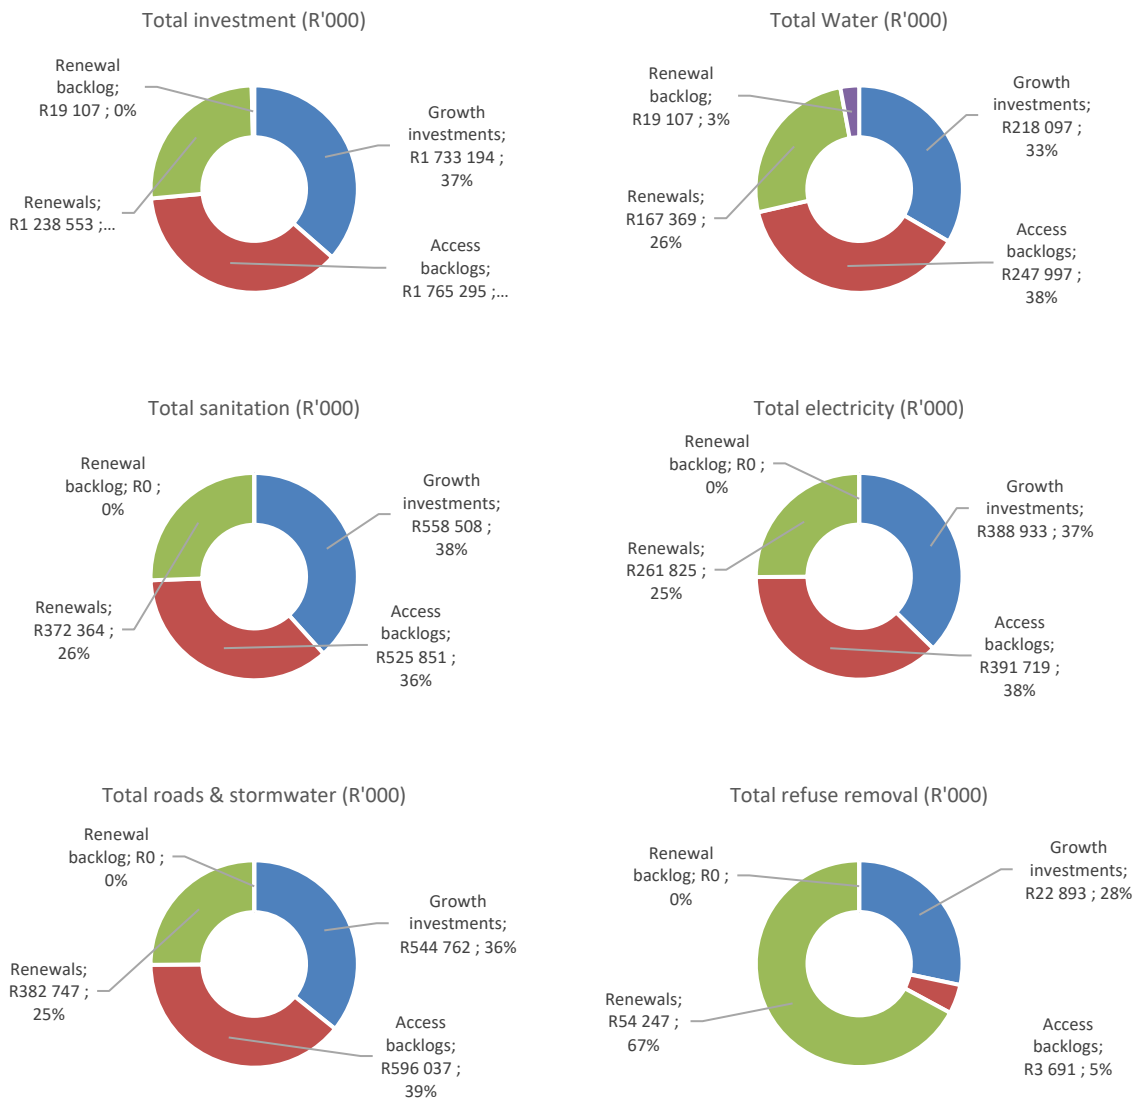 Total investment (R'000)
Renewal
backlog;
R19 107 ; 0%
Growth
investments;
R1 733 194 ;
37%
Renewals;
R1 238 553 ;...
Access
backlogs;
R1 765 295 ;...
Total Water (R'000)
Renewal
backlog;
R19 107 ; 3%
Growth
investments;
R218 097 ;
33%
Renewals;
R167 369 ;
26%
Access
backlogs;
R247 997 ;
38%
Total sanitation (R'000)
Renewal
backlog; R0 ;
0%
Growth
investments;
R558 508 ;
38%
Renewals;
R372 364 ;
26%
Access
backlogs;
R525 851 ;
36%
Total electricity (R'000)
Renewal
backlog; R0 ;
0%
Growth
investments;
R388 933 ; 37%
Renewals;
R261 825 ;
25%
Access
backlogs;
R391 719 ;
38%
Total roads & stormwater (R'000)
Renewal
backlog; R0 ;
0%
Growth
investments;
R544 762 ; 36%
Renewals;
R382 747 ;
25%
Access
backlogs;
R596 037 ;
39%
Total refuse removal (R'000)
Renewal
backlog; R0 ;
0%
Growth
investments;
R22 893 ; 28%
Renewals;
R54 247 ;
67%
Access
backlogs;
R3 691 ; 5%